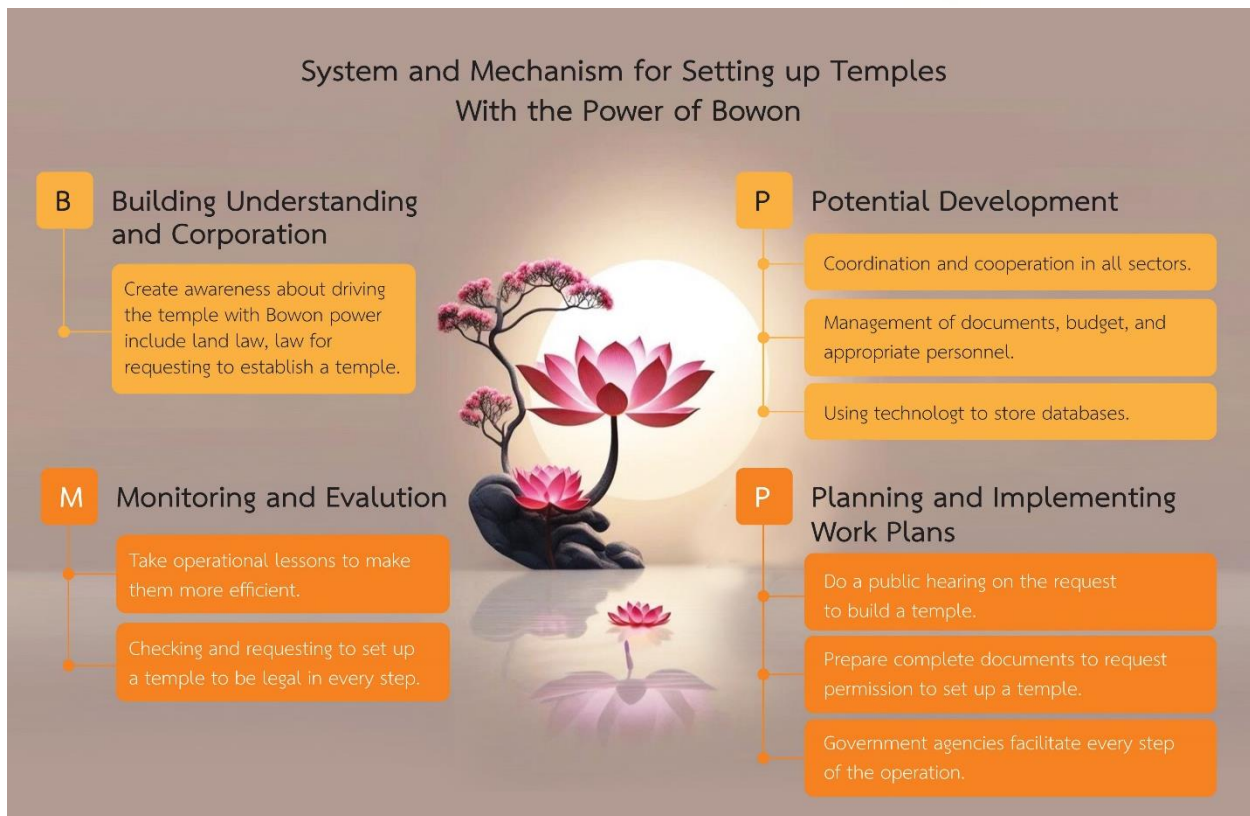 System and Mechanism for Setting up Temples
With the Power of Bowon
B
Building Understanding
and Corporation
Create awareness about driving
the temple with Bowon power
include land law, law for
requesting to establish a temple.
P
Potential Development
Coordination and cooperation in all sectors.
Management of documents, budget, and
appropriate personnel.
Using technologt to store databases.
M
Monitoring and Evalution
Take operational lessons to make
them more efficient.
Checking and requesting to set up
a temple to be legal in every step.
P
Planning and Implementing
Work Plans
Do a public hearing on the request
to build a temple.
Prepare complete documents to request
permission to set up a temple.
Government agencies facilitate every step
of the operation.